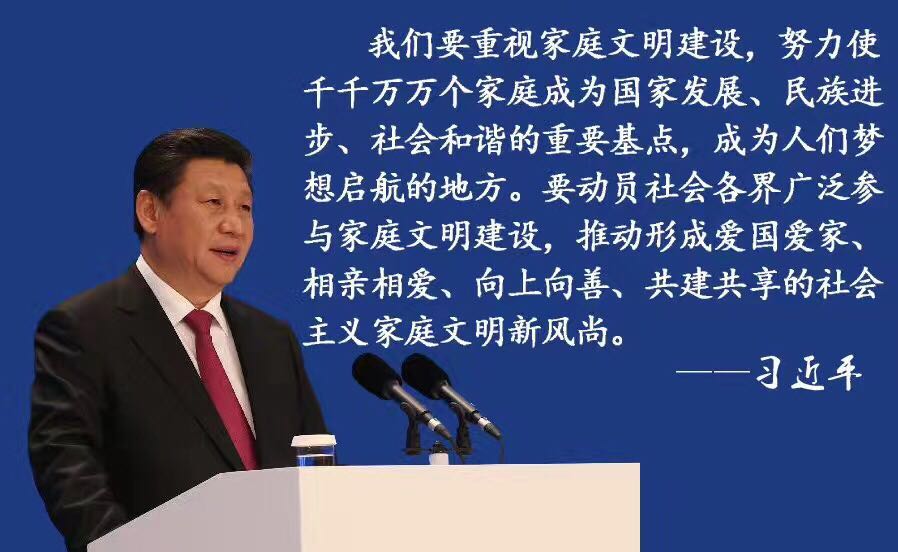 我们要重视家庭文明建设，努力使
千千万万个家庭成为国家发展、民族进
步、社会和谐的重要基点，成为人们梦
想启航的地方。要动员社会各界广泛参
与家庭文明建设，推动形成爱国爱家、
相亲相爱、向上向善、共建共享的社会
主义家庭文明新风尚。
——习近平